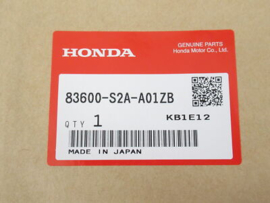 HONDA
GENUINE PARTS
Honda Motor Co., Ltd.
83600-S2A-A01ZB
QTY 1
KB1E12
MADE IN JAPAN